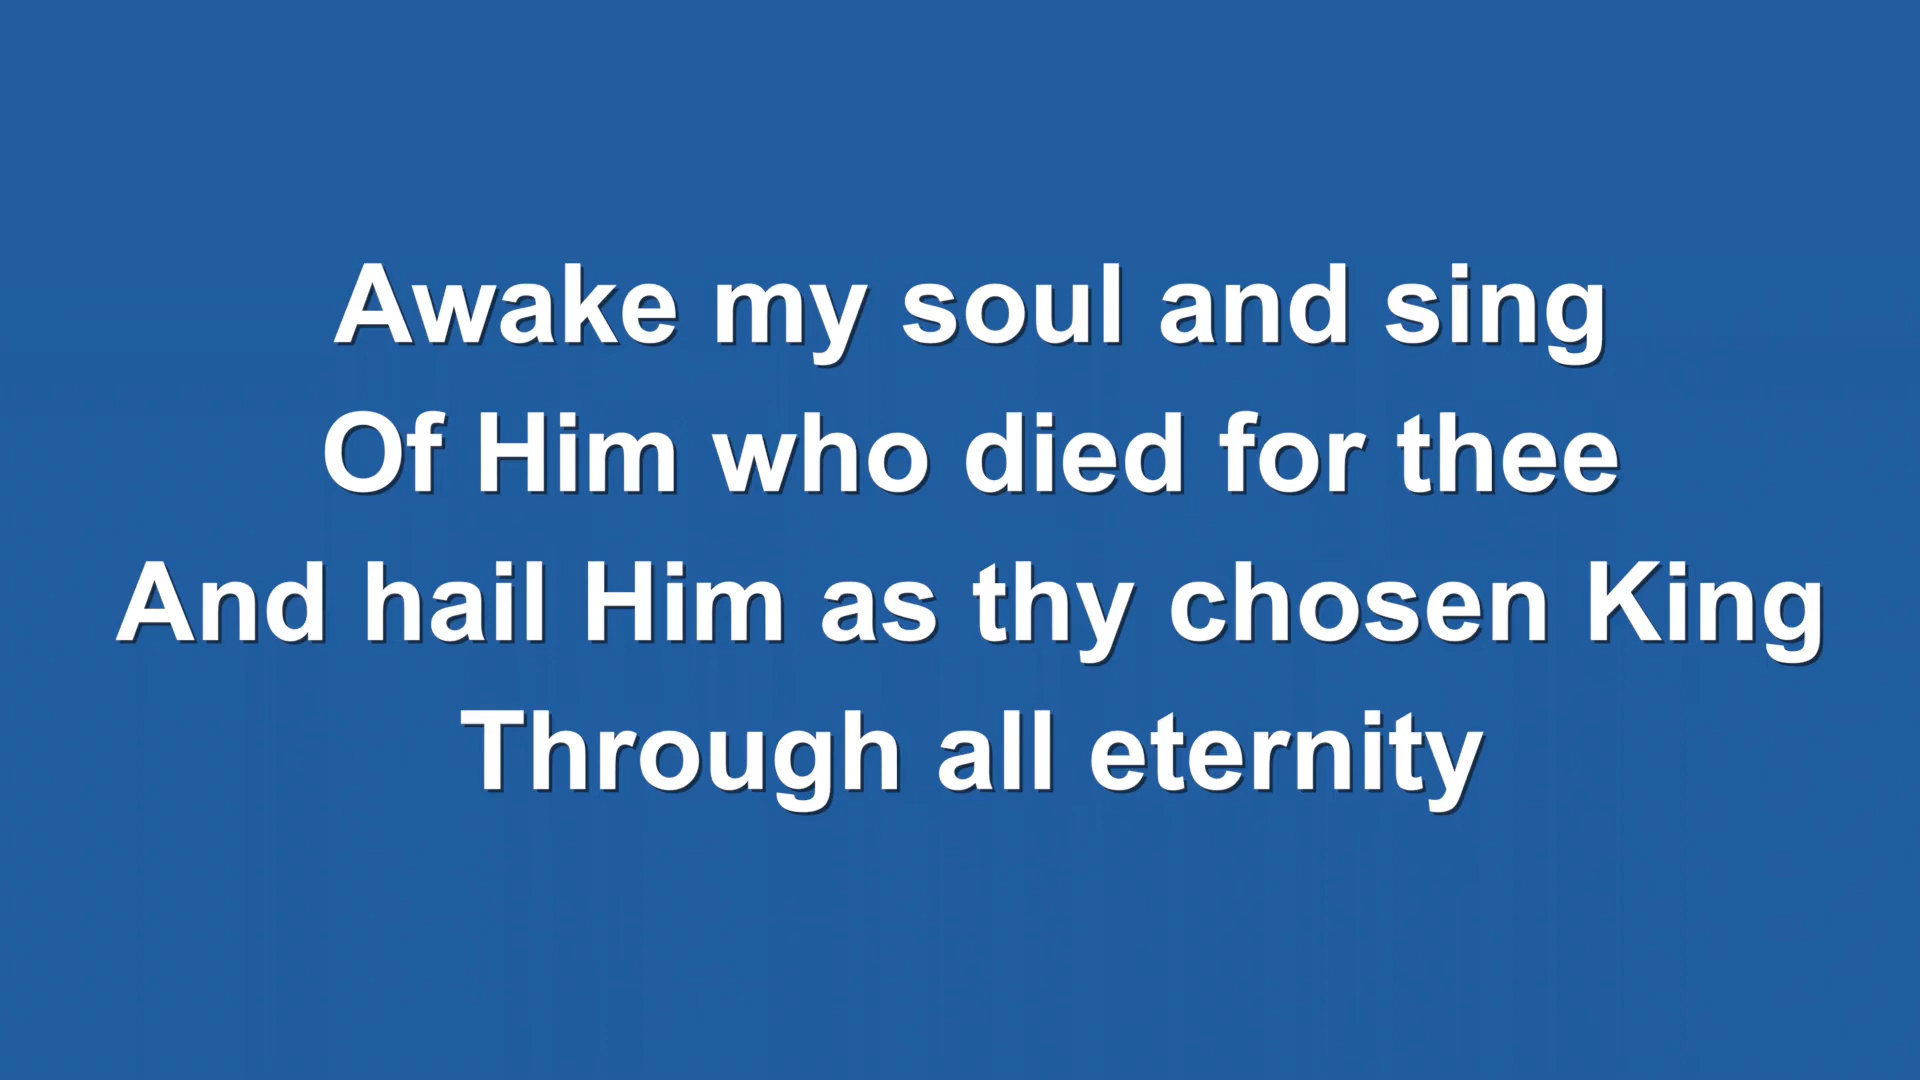 Awake my soul and sing
Of Him who died for thee
And hail Him as thy chosen King
Through all eternity